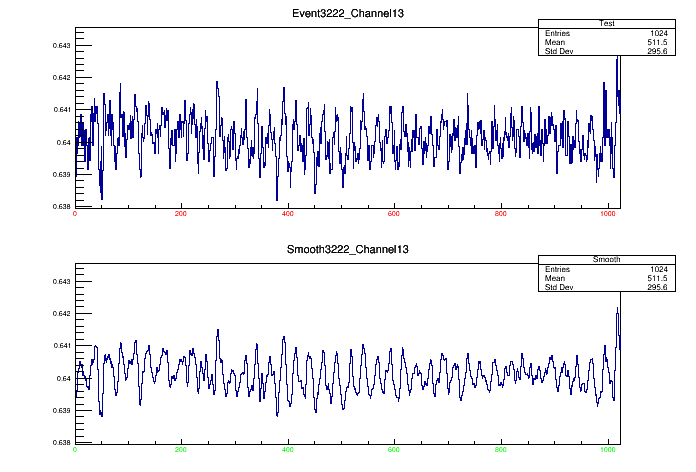 Event3222_Channel13
Test
Entries 1024
Mean 511.5
Std Dev 295.6
0.643
0.642
0.641
0.64
0.639
0.638
0 200 400 600 800 1000
Smooth3222_Channel13
Smooth
Entries 1024
Mean 511.5
Std Dev 295.6
0.643
0.642
0.641
0.64
0.639
0.638
0 200 400 600 800 1000